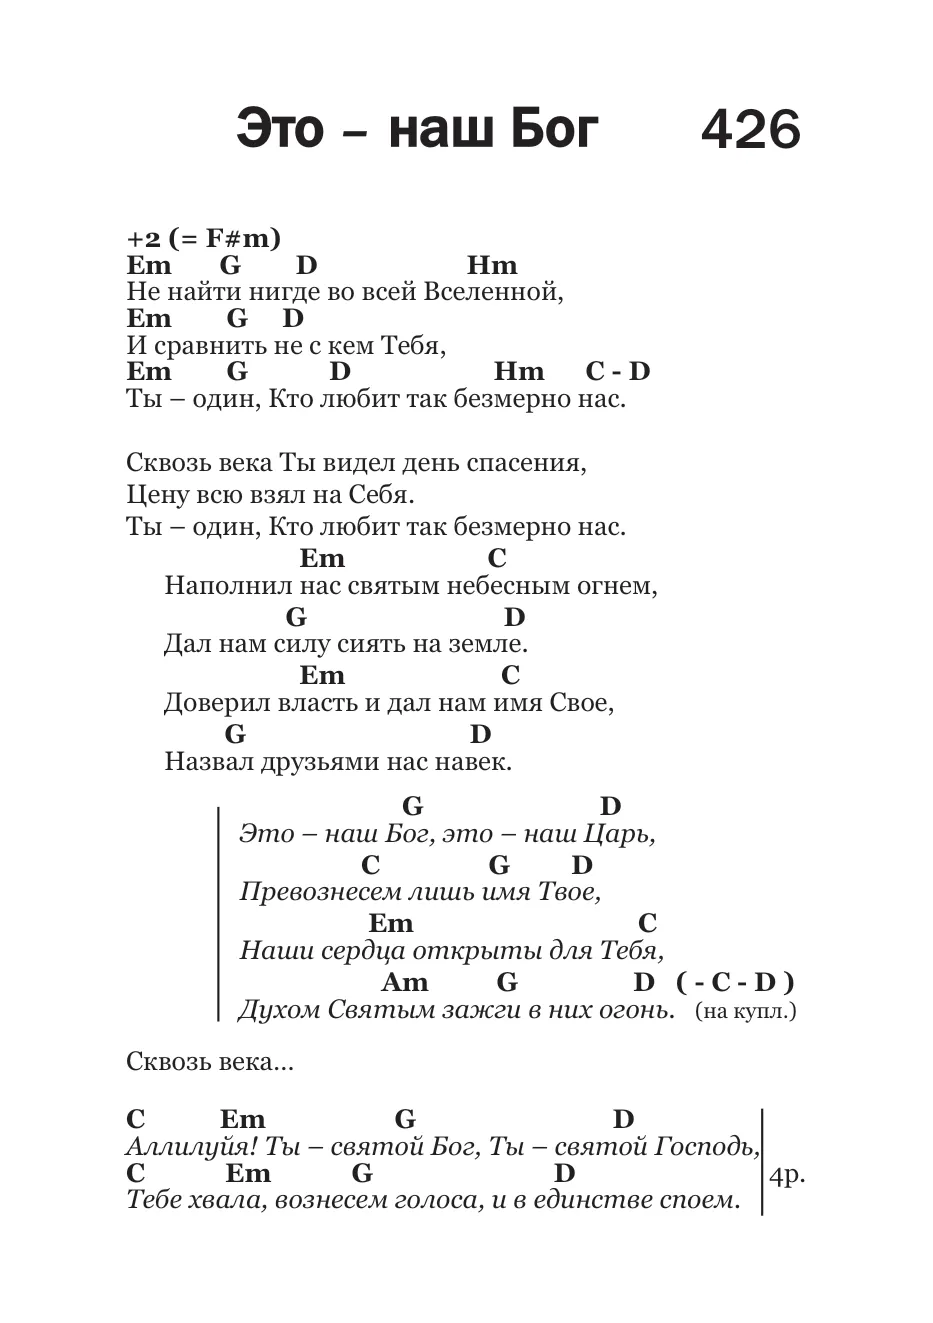 Это – наш Бог 426
+2 (= F#m)
Em G D Hm
Не найти нигде во всей Вселенной,
Em G D
И сравнить не с кем Тебя,
Em G D Hm C - D
Ты – один, Кто любит так безмерно нас.
Сквозь века Ты видел день спасения,
Цену всю взял на Себя.
Ты – один, Кто любит так безмерно нас.
Em C
Наполнил нас святым небесным огнем,
G D
Дал нам силу сиять на земле.
Em C
Доверил власть и дал нам имя Свое,
G D
Назвал друзьями нас навек.
G D
Это – наш Бог, это – наш Царь,
C G D
Превознесем лишь имя Твое,
Em C
Наши сердца открыты для Тебя,
Am G D ( - C - D )
Духом Святым зажги в них огонь. (на купл.)
Сквозь века...
C Em G D
Аллилуйя! Ты – святой Бог, Ты – святой Господь,
C Em G D
4р.
Тебе хвала, вознесем голоса, и в единстве споем.